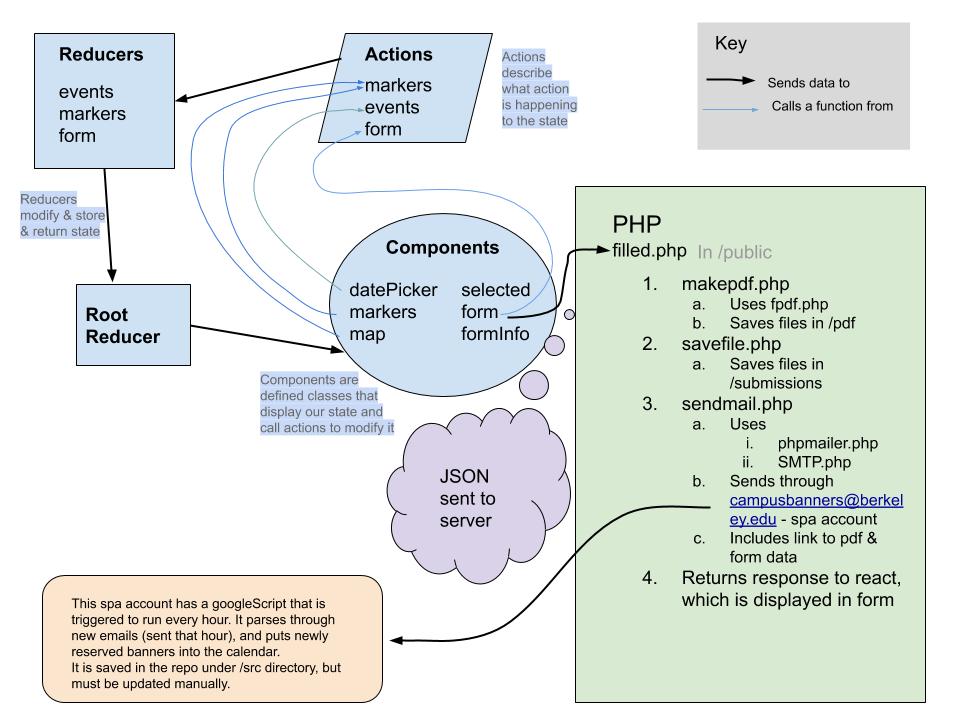 Reducers
events
markers
form
Actions
markers
events
form
Actions
describe
what action
is happening
to the state
Key
Sends data to
Calls a function from
Reducers
modify & store
& return state
Root
Reducer
Components
datePicker
markers
map
selected
form
formInfo
Components are
defined classes that
display our state and
call actions to modify it
JSON
sent to
server
PHP
filled.php In /public
1. makepdf.php
a. Uses fpdf.php
b. Saves files in /pdf
2. savefile.php
a. Saves files in
/submissions
3. sendmail.php
a. Uses
i. phpmailer.php
ii. SMTP.php
b. Sends through
campusbanners@berkel
ey.edu - spa account
c. Includes link to pdf &
form data
4. Returns response to react,
which is displayed in form
This spa account has a googleScript that is
triggered to run every hour. It parses through
new emails (sent that hour), and puts newly
reserved banners into the calendar.
It is saved in the repo under /src directory, but
must be updated manually.